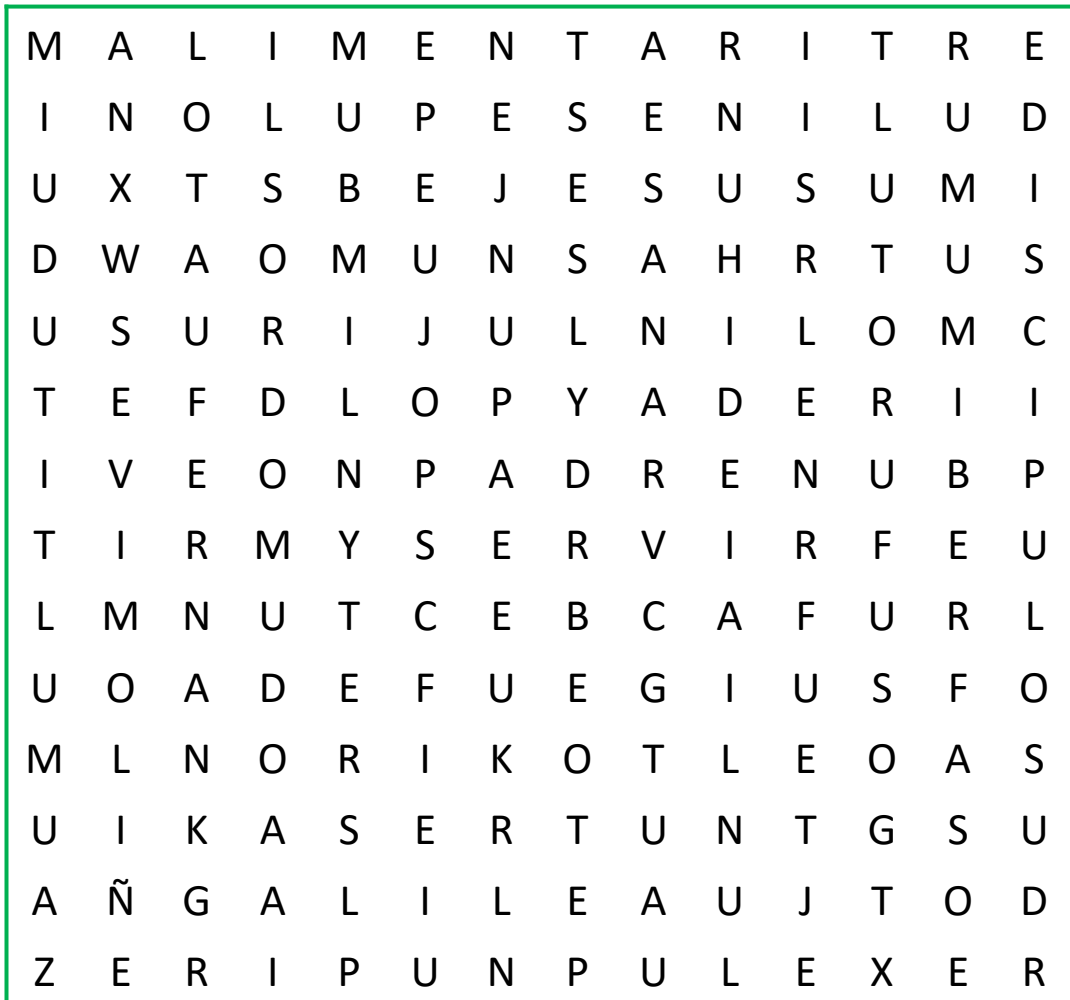 M A L I M E N T A R I T R E
I N O L U P E S E N I L U D
U X T S B E J E S U S U M I
D W A O M U N S A H R T U S
U S U R I J U L N I L O M C
T E F D L O P Y A D E R I I
I V E O N P A D R E N U B P
T I R M Y S E R V I R F E U
L M N U T C E B C A F U R L
U O A D E F U E G I U S F O
M L N O R I K O T L E O A S
U I K A S E R T U N T G S U
A Ñ G A L I L E A U J T O D
Z E R I P U N P U L E X E R